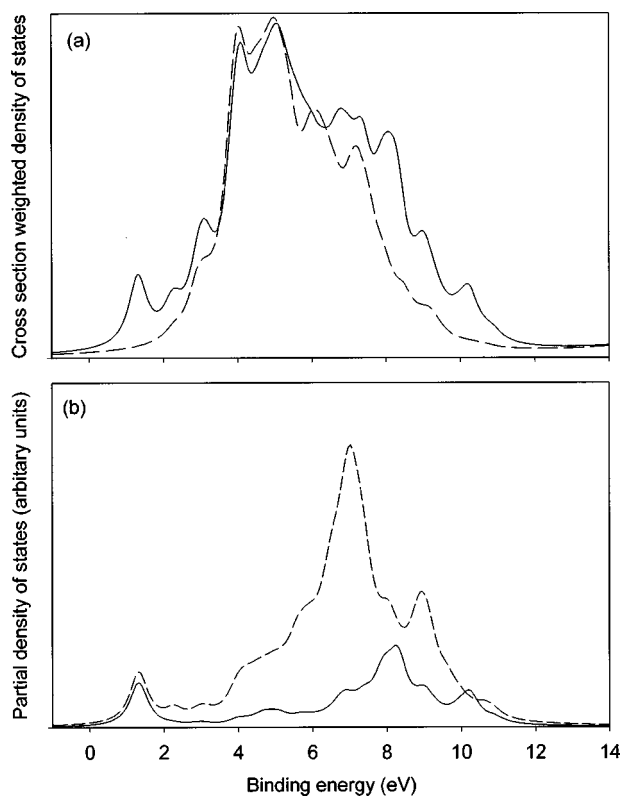 (a)
Cross section weighted density of states
(b)
Partial density of states (arbitary units)
0 2 4 6 8 10 12 14
Binding energy (eV)